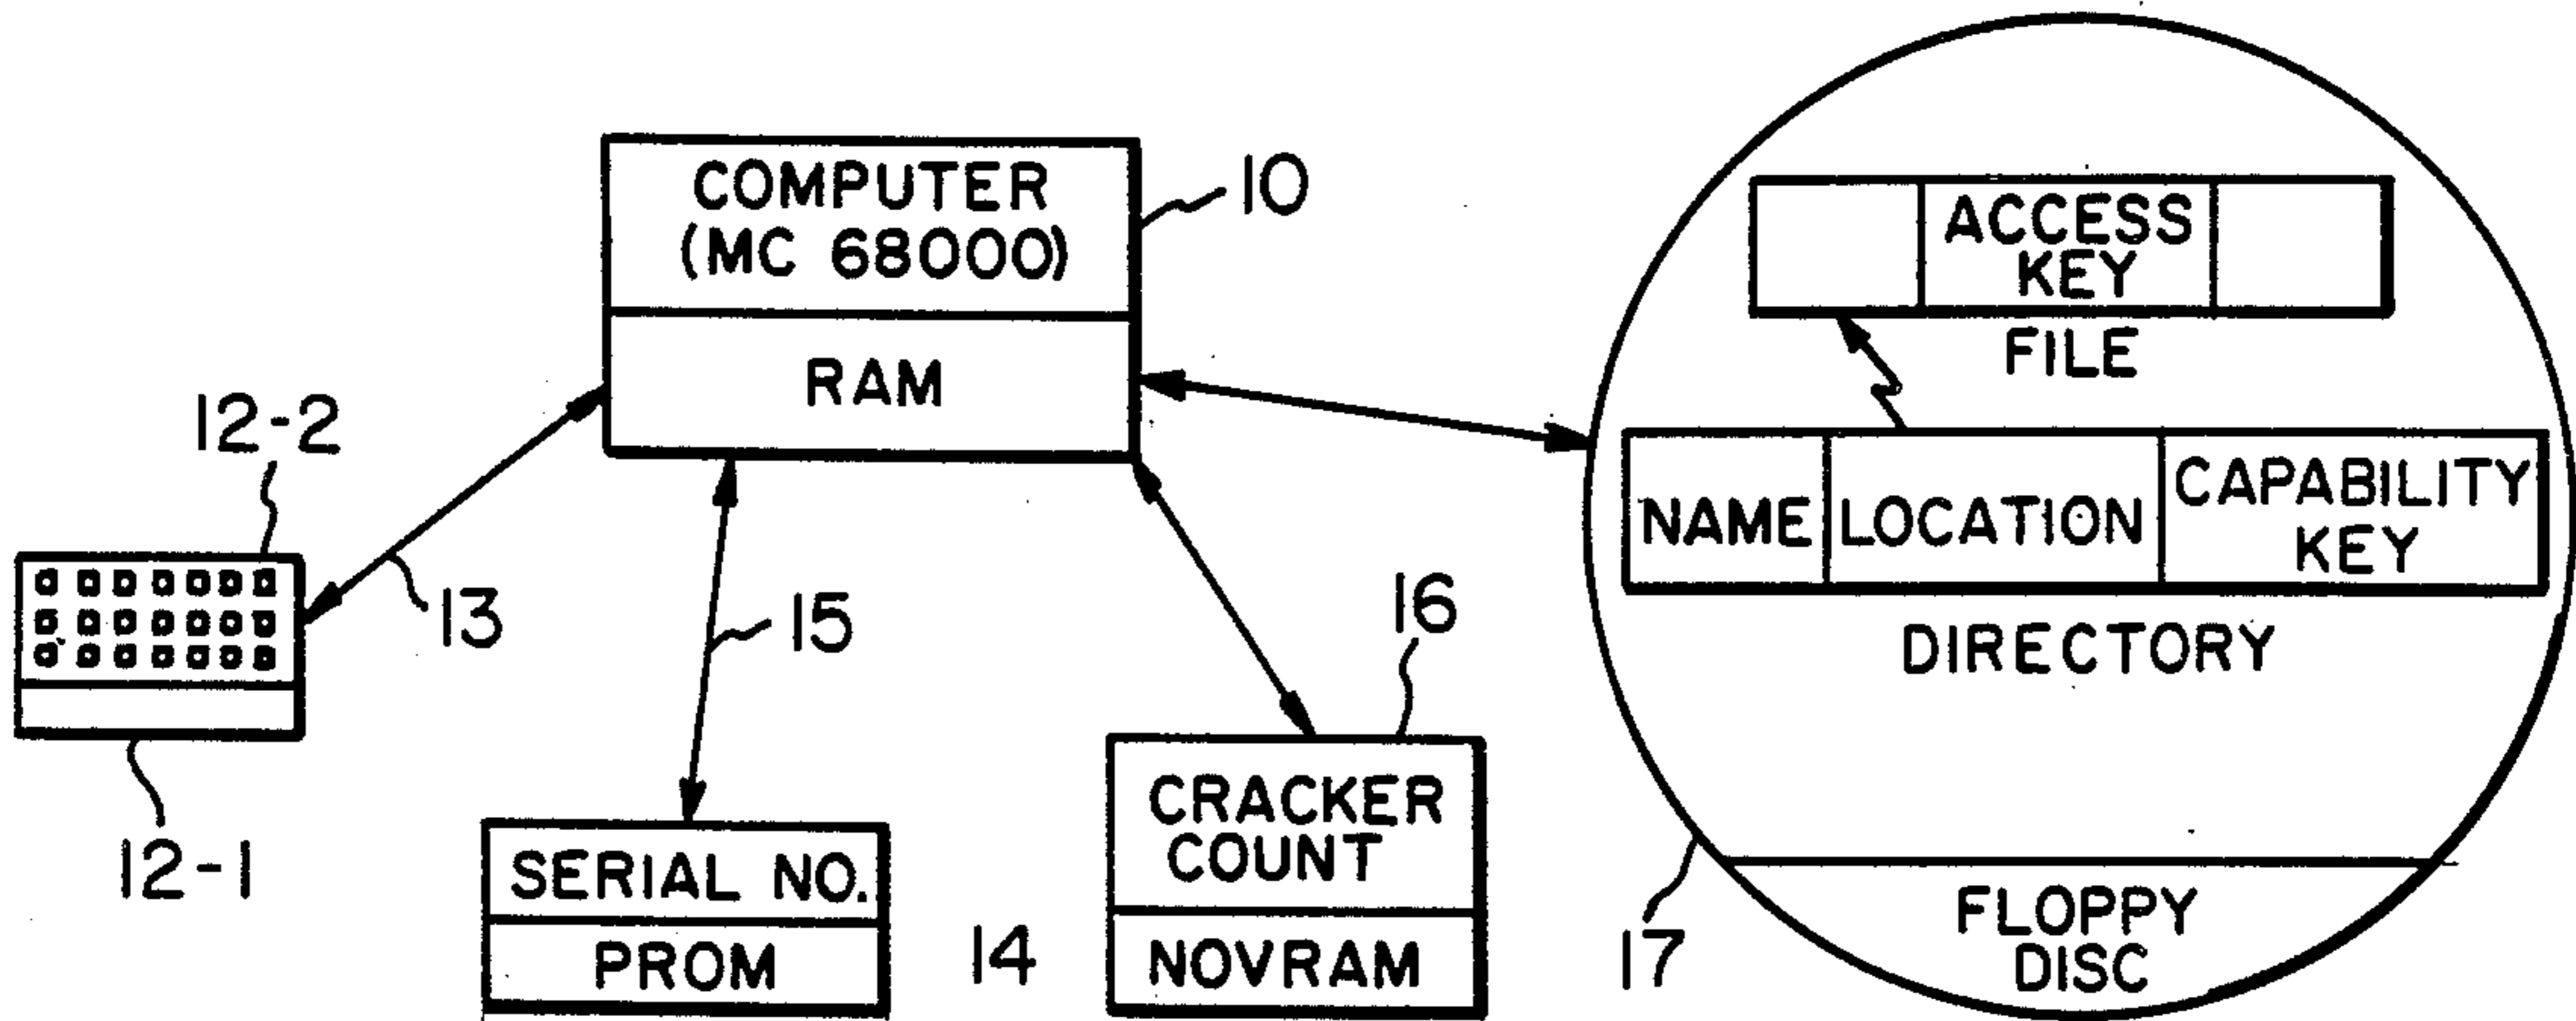 COMPUTER
(MC 68000)
RAM
10
12-2
13
12-1
15
SERIAL NO.
PROM
14
16
CRACKER
COUNT
NOVRAM
ACCESS
KEY
FILE
NAME
LOCATION
CAPABILITY
KEY
DIRECTORY
17
FLOPPY
DISC